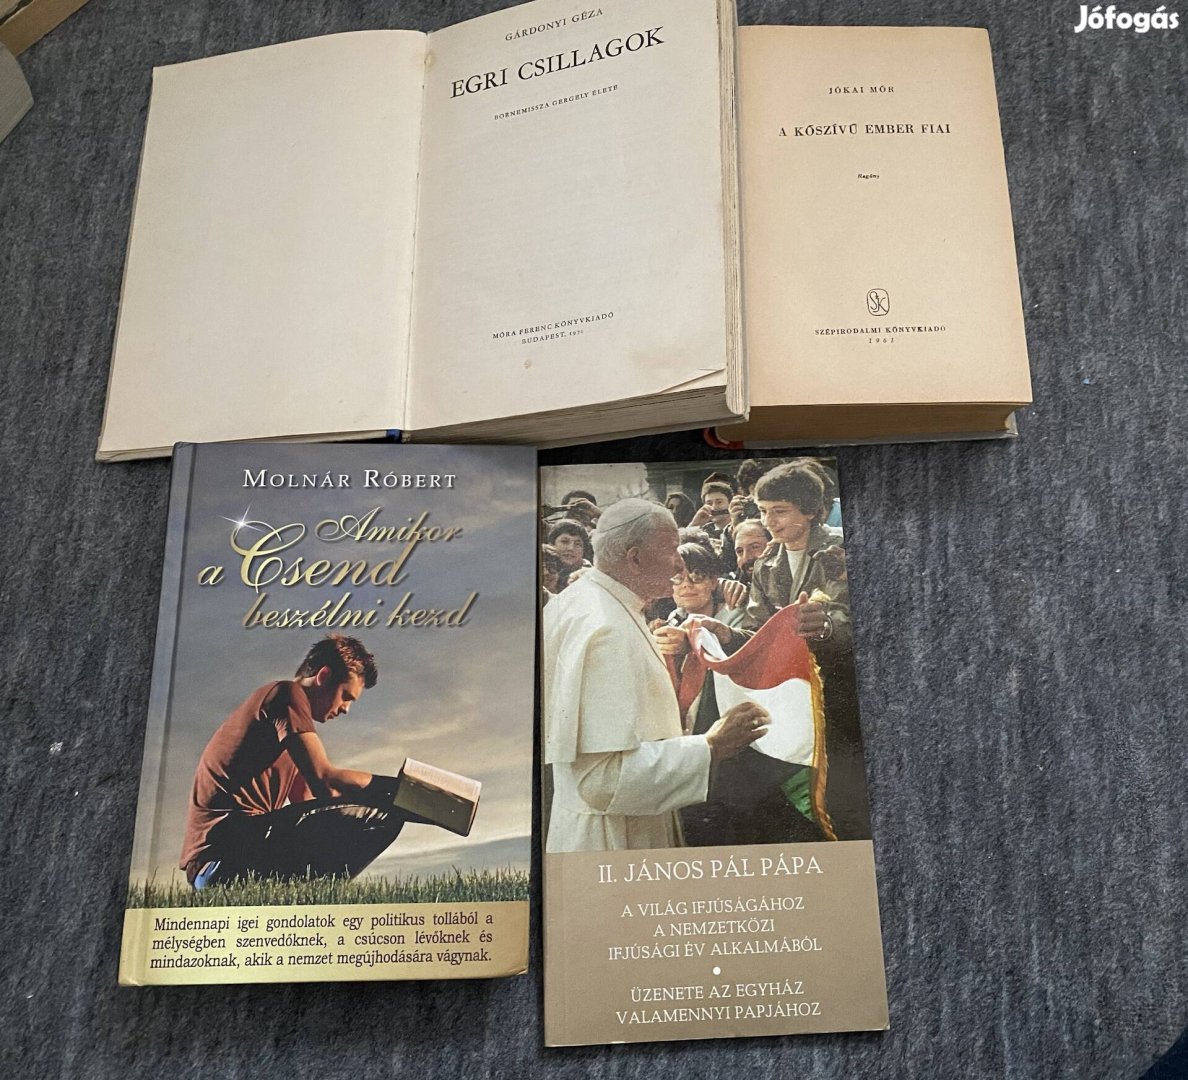 Jófogás
GÁRDONYI GÉZA
EGRI CSILLAGOK
BORNEMISSZA GERGELY ÉLETE
MÓRA FERENC KÖNYVKIADÓ
BUDAPEST, 1971
JÓKAI MÓR
A KŐSZÍVŰ EMBER FIAI
Regény
SZÉPIRODALMI KÖNYVKIADÓ
1961
MOLNÁR RÓBERT
Amikor
a Csend
beszélni kezd
Mindennapi igei gondolatok egy politikus tollából a
mélységben szenvedőknek, a csúcson lévőknek és
mindazoknak, akik a nemzet megújhodására vágynak.
II. JÁNOS PÁL PÁPA
A VILÁG IFJÚSÁGÁHOZ
A NEMZETKÖZI
IFJÚSÁGI ÉV ALKALMÁBÓL
•
ÜZENETE AZ EGYHÁZ
VALAMENNYI PAPJÁHOZ